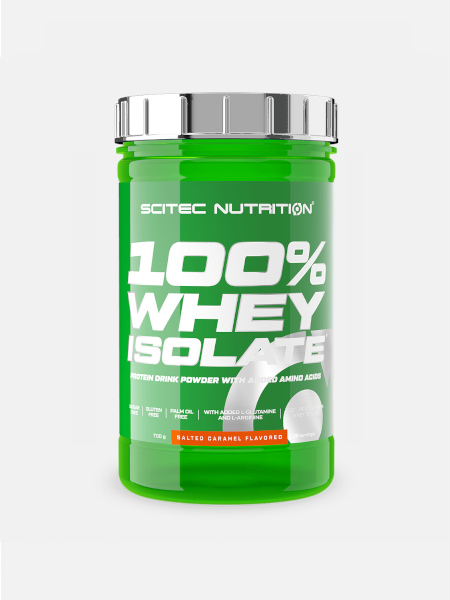 SCITEC NUTRITION
100%
WHEY
ISOLATE
PROTEIN DRINK POWDER WITH ADDED AMINO ACIDS
GLUTEN
FREE
PALM OIL
FREE
WITH ADDED L-GLUTAMINE
AND L-ARGININE
700 g
SALTED CARAMEL FLAVORED